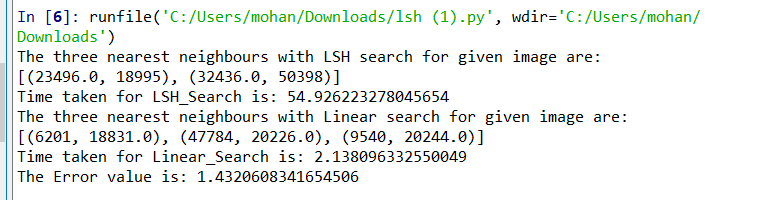 In [6]: runfile('C:/Users/mohan/Downloads/lsh (1).py', wdir='C:/Users/mohan/
Downloads')
The three nearest neighbours with LSH search for given image are:
[(23496.0, 18995), (32436.0, 50398)]
Time taken for LSH_Search is: 54.926223278045654
The three nearest neighbours with Linear search for given image are:
[(6201, 18831.0), (47784, 20226.0), (9540, 20244.0)]
Time taken for Linear_Search is: 2.138096332550049
The Error value is: 1.4320608341654506